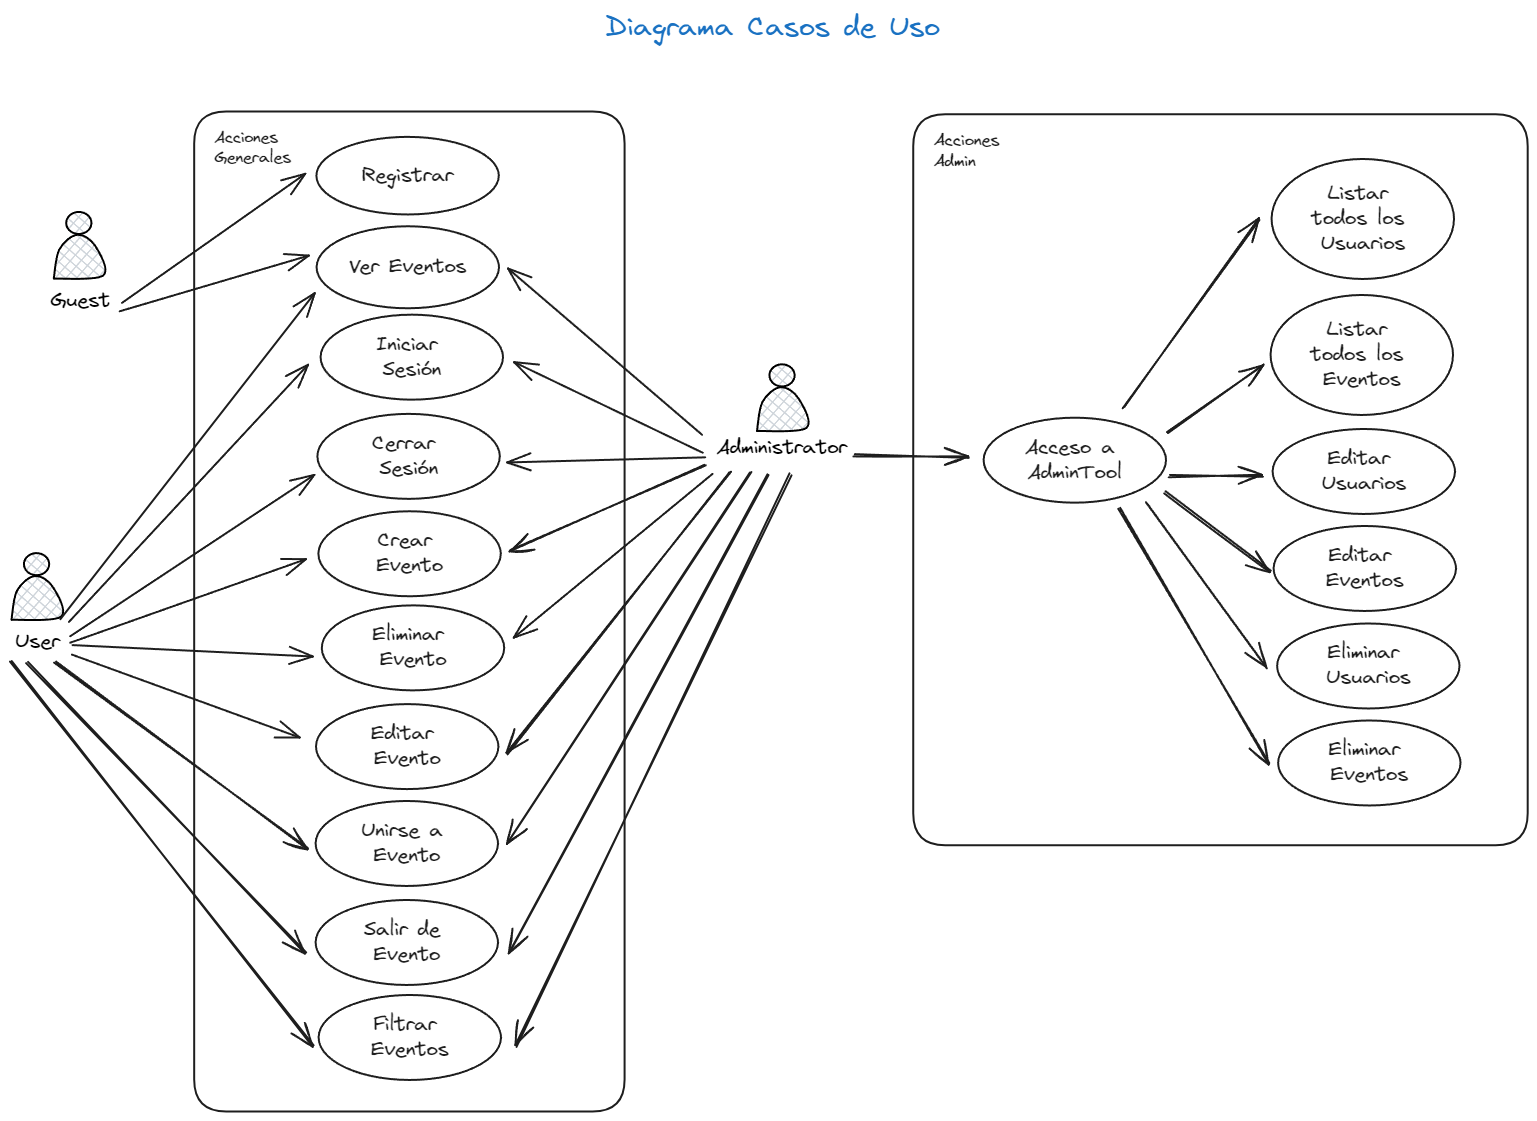 Diagrama Casos de Uso
Acciones
Generales
Registrar
Ver Eventos
Iniciar
Sesión
Cerrar
Sesión
Crear
Evento
Eliminar
Evento
Editar
Evento
Unirse a
Evento
Salir de
Evento
Filtrar
Eventos
Guest
User
Administrator
Acciones
Admin
Acceso a
AdminTool
Listar
todos los
Usuarios
Listar
todos los
Eventos
Editar
Usuarios
Editar
Eventos
Eliminar
Usuarios
Eliminar
Eventos